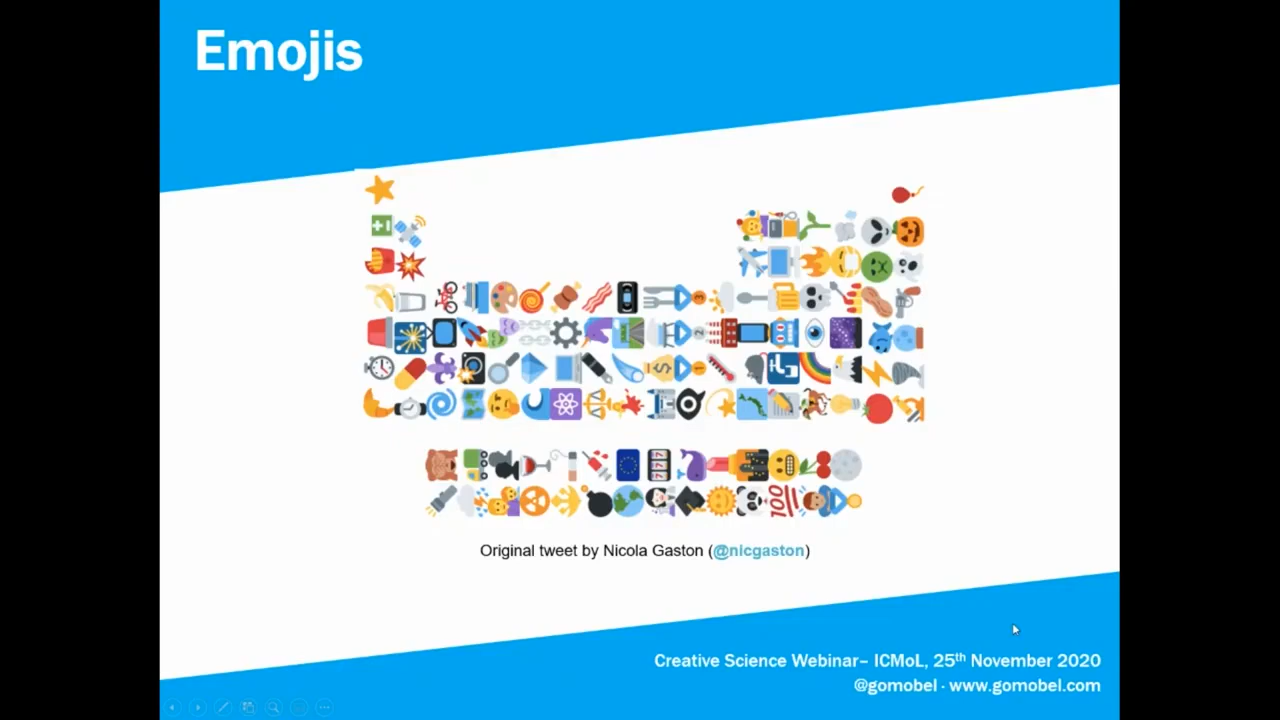 Emojis
Original tweet by Nicola Gaston (@nicgaston)
Creative Science Webinar– ICMoL, 25th November 2020
@gomobel · www.gomobel.com